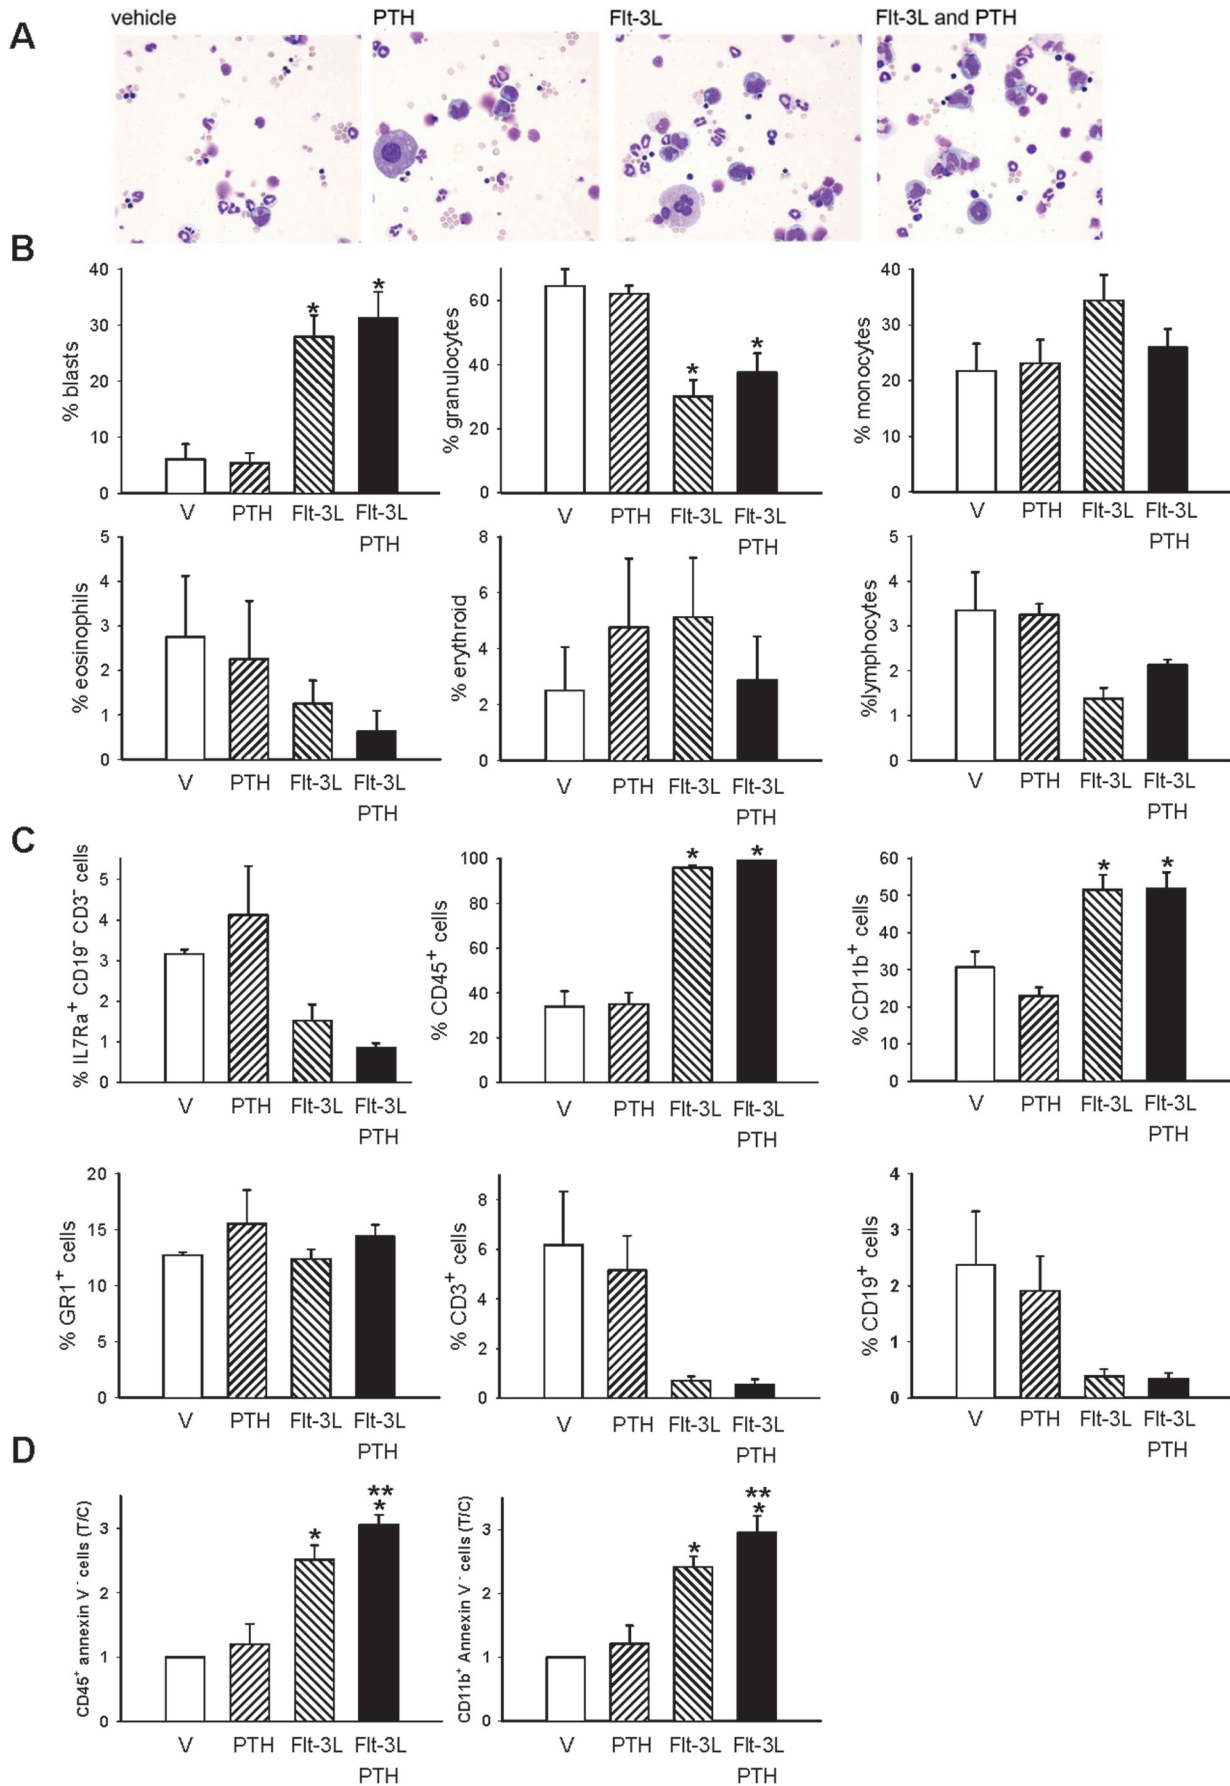 A
vehicle
PTH
Flt-3L
Flt-3L and PTH
B
% blasts
40
30
20
10
0
V PTH Flt-3L Flt-3L
PTH
*
*
% granulocytes
60
40
20
0
V PTH Flt-3L Flt-3L
PTH
*
*
% monocytes
40
30
20
10
0
V PTH Flt-3L Flt-3L
PTH
% eosinophils
5
4
3
2
1
0
V PTH Flt-3L Flt-3L
PTH
% erythroid
8
6
4
2
0
V PTH Flt-3L Flt-3L
PTH
%lymphocytes
5
4
3
2
1
0
V PTH Flt-3L Flt-3L
PTH
C
% IL7Ra⁺ CD19⁻ CD3⁻ cells
5
4
3
2
1
0
V PTH Flt-3L Flt-3L
PTH
% CD45⁺ cells
100
80
60
40
20
0
V PTH Flt-3L Flt-3L
PTH
*
*
% CD11b⁺ cells
60
50
40
30
20
10
0
V PTH Flt-3L Flt-3L
PTH
*
*
% GR1⁺ cells
20
15
10
5
0
V PTH Flt-3L Flt-3L
PTH
% CD3⁺ cells
8
6
4
2
0
V PTH Flt-3L Flt-3L
PTH
% CD19⁺ cells
4
3
2
1
0
V PTH Flt-3L Flt-3L
PTH
D
CD45⁺ annexin V⁻ cells (T/C)
3
2
1
0
V PTH Flt-3L Flt-3L
PTH
*
**
*
CD11b⁺ Annexin V⁻ cells (T/C)
3
2
1
0
V PTH Flt-3L Flt-3L
PTH
*
**
*